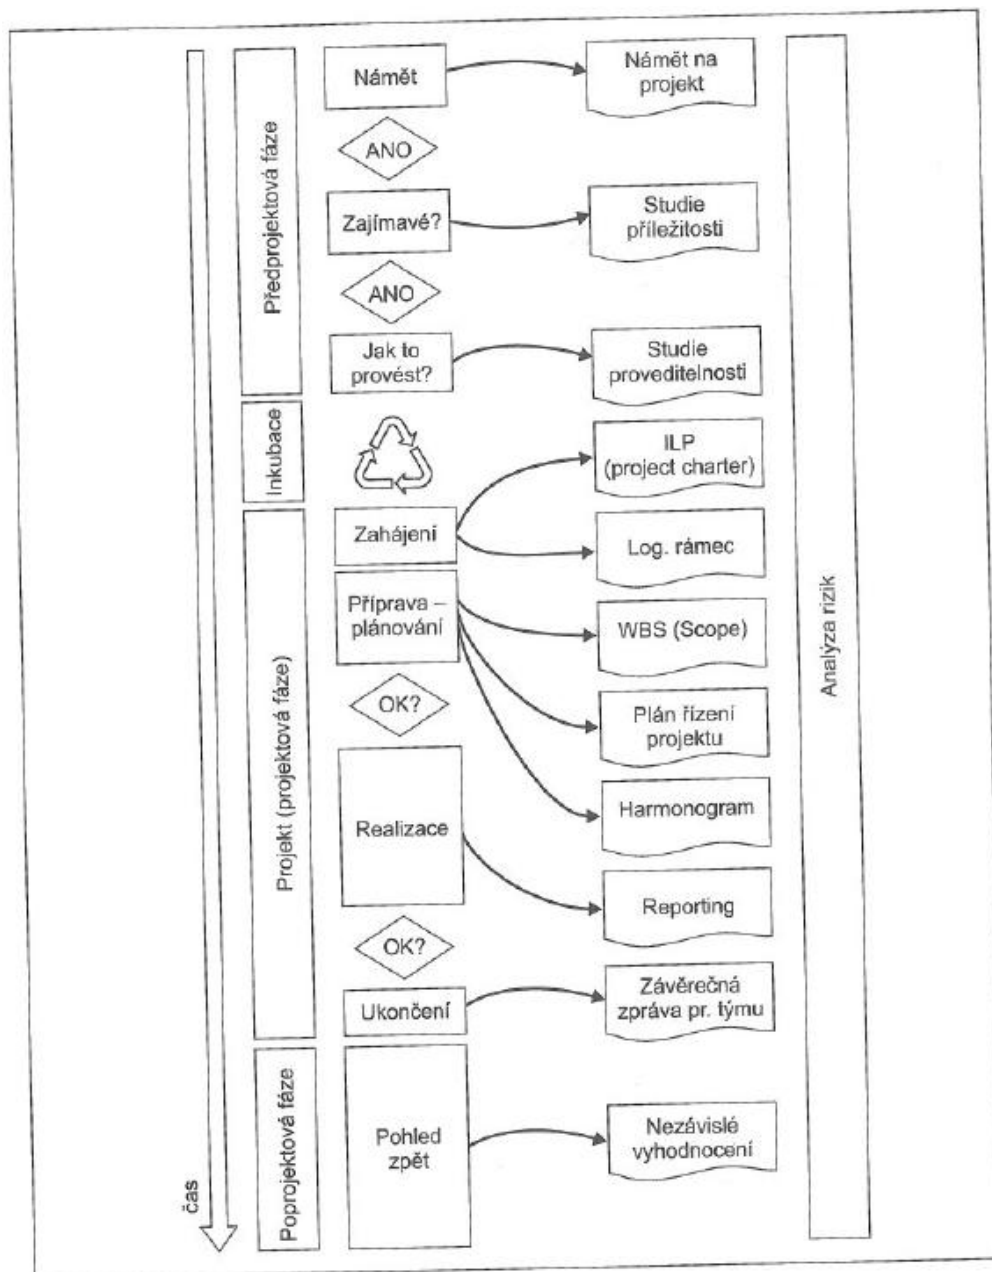 Předprojektová fáze
Námět
Námět na
projekt
ANO
Zajímavé?
Studie
příležitosti
ANO
Jak to
provést?
Studie
proveditelnosti
Inkubace
ILP
(project charter)
Projekt (projektová fáze)
Zahájení
Log. rámec
Příprava –
plánování
WBS (Scope)
OK?
Plán řízení
projektu
Realizace
Harmonogram
Reporting
OK?
Ukončení
Závěrečná
zpráva pr. týmu
Poprojektová fáze
Pohled
zpět
Nezávislé
vyhodnocení
čas
Analýza rizik